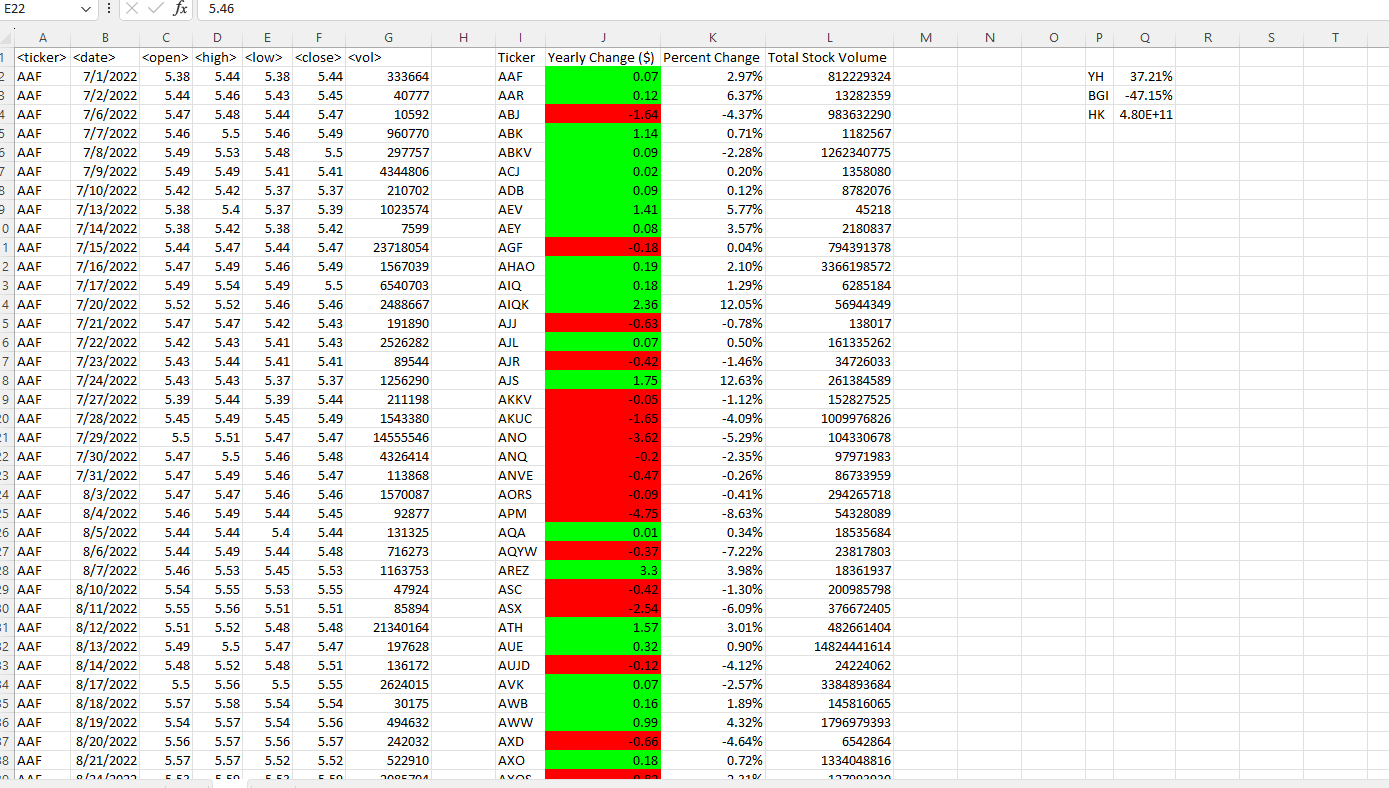 E22 fx 5.46
A B C D E F G H I J K L M N O P Q R S T
1 <ticker> <date> <open> <high> <low> <close> <vol> Ticker Yearly Change ($) Percent Change Total Stock Volume
2 AAF 7/1/2022 5.38 5.44 5.38 5.44 333664 AAF 0.07 2.97% 812229324 YH 37.21%
3 AAF 7/2/2022 5.44 5.46 5.43 5.45 40777 AAR 0.12 6.37% 13282359 BGI -47.15%
4 AAF 7/6/2022 5.47 5.48 5.44 5.47 10592 ABJ -1.64 -4.37% 983632290 HK 4.80E+11
5 AAF 7/7/2022 5.46 5.5 5.46 5.49 960770 ABK 1.14 0.71% 1182567
6 AAF 7/8/2022 5.49 5.53 5.48 5.5 297757 ABKV 0.09 -2.28% 1262340775
7 AAF 7/9/2022 5.49 5.49 5.41 5.41 4344806 ACJ 0.02 0.20% 1358080
8 AAF 7/10/2022 5.42 5.42 5.37 5.37 210702 ADB 0.09 0.12% 8782076
9 AAF 7/13/2022 5.38 5.4 5.37 5.39 1023574 AEV 1.41 5.77% 45218
0 AAF 7/14/2022 5.38 5.42 5.38 5.42 7599 AEY 0.08 3.57% 2180837
1 AAF 7/15/2022 5.44 5.47 5.44 5.47 23718054 AGF -0.18 0.04% 794391378
2 AAF 7/16/2022 5.47 5.49 5.46 5.49 1567039 AHAO 0.19 2.10% 3366198572
3 AAF 7/17/2022 5.49 5.54 5.49 5.5 6540703 AIQ 0.18 1.29% 6285184
4 AAF 7/20/2022 5.52 5.52 5.46 5.46 2488667 AIQK 2.36 12.05% 56944349
5 AAF 7/21/2022 5.47 5.47 5.42 5.43 191890 AJJ -0.63 -0.78% 138017
6 AAF 7/22/2022 5.42 5.43 5.41 5.43 2526282 AJL 0.07 0.50% 161335262
7 AAF 7/23/2022 5.43 5.44 5.41 5.41 89544 AJR -0.42 -1.46% 34726033
8 AAF 7/24/2022 5.43 5.43 5.37 5.37 1256290 AJS 1.75 12.63% 261384589
9 AAF 7/27/2022 5.39 5.44 5.39 5.44 211198 AKKV -0.05 -1.12% 152827525
20 AAF 7/28/2022 5.45 5.49 5.45 5.49 1543380 AKUC -1.65 -4.09% 1009976826
21 AAF 7/29/2022 5.5 5.51 5.47 5.47 14555546 ANO -3.62 -5.29% 104330678
22 AAF 7/30/2022 5.47 5.5 5.46 5.48 4326414 ANQ -0.2 -2.35% 97971983
23 AAF 7/31/2022 5.47 5.49 5.46 5.47 113868 ANVE -0.47 -0.26% 86733959
24 AAF 8/3/2022 5.47 5.47 5.46 5.46 1570087 AORS -0.09 -0.41% 294265718
25 AAF 8/4/2022 5.46 5.49 5.44 5.45 92877 APM -4.75 -8.63% 54328089
26 AAF 8/5/2022 5.44 5.44 5.4 5.44 131325 AQA 0.01 0.34% 18535684
27 AAF 8/6/2022 5.44 5.49 5.44 5.48 716273 AQYW -0.37 -7.22% 23817803
28 AAF 8/7/2022 5.46 5.53 5.45 5.53 1163753 AREZ 3.3 3.98% 18361937
29 AAF 8/10/2022 5.54 5.55 5.53 5.55 47924 ASC -0.42 -1.30% 200985798
30 AAF 8/11/2022 5.55 5.56 5.51 5.51 85894 ASX -2.54 -6.09% 376672405
31 AAF 8/12/2022 5.51 5.52 5.48 5.48 21340164 ATH 1.57 3.01% 482661404
32 AAF 8/13/2022 5.49 5.5 5.47 5.47 197628 AUE 0.32 0.90% 14824441614
33 AAF 8/14/2022 5.48 5.52 5.48 5.51 136172 AUJD -0.12 -4.12% 24224062
34 AAF 8/17/2022 5.5 5.56 5.5 5.55 2624015 AVK 0.07 -2.57% 3384893684
35 AAF 8/18/2022 5.57 5.58 5.54 5.54 30175 AWB 0.16 1.89% 145816065
36 AAF 8/19/2022 5.54 5.57 5.54 5.56 494632 AWW 0.99 4.32% 1796979393
37 AAF 8/20/2022 5.56 5.57 5.56 5.57 242032 AXD -0.66 -4.64% 6542864
38 AAF 8/21/2022 5.57 5.57 5.52 5.52 522910 AXO 0.18 0.72% 1334048816